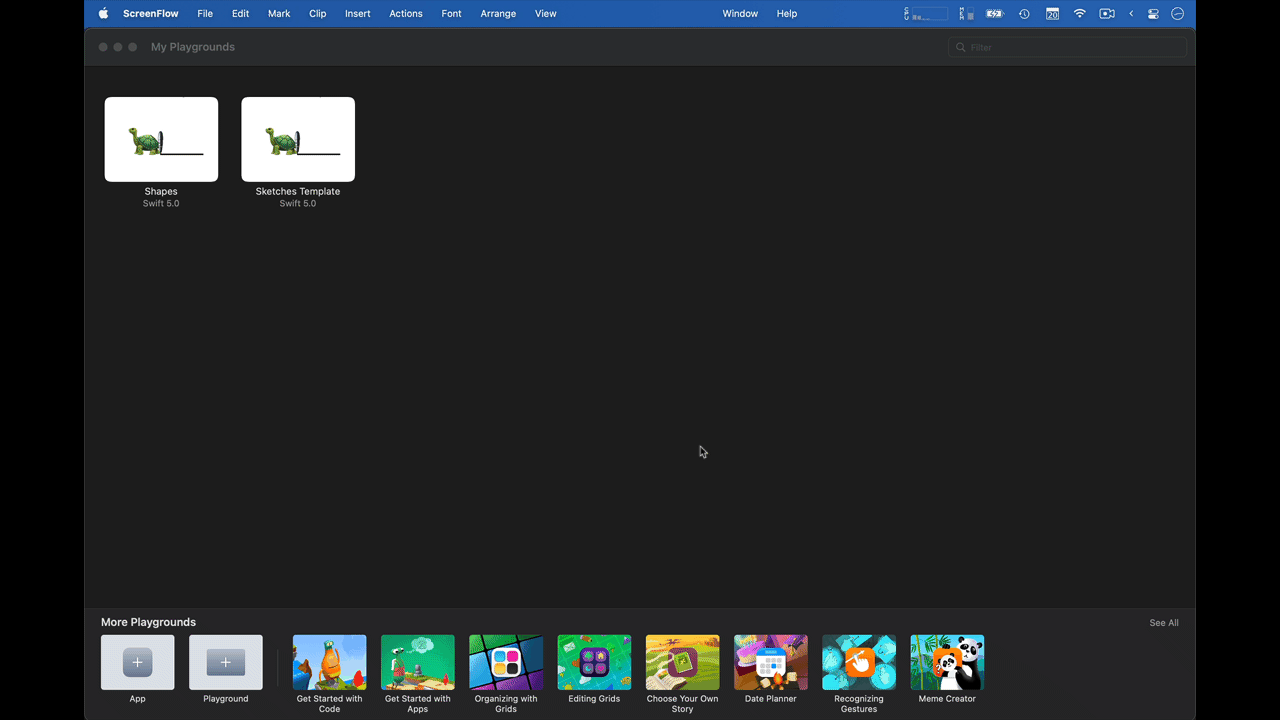 ScreenFlow File Edit Mark Clip Insert Actions Font Arrange View Window Help
20
My Playgrounds
Filter
Shapes
Swift 5.0
Sketches Template
Swift 5.0
More Playgrounds
See All
App
Playground
Get Started with
Code
Get Started with
Apps
Organizing with
Grids
Editing Grids
Choose Your Own
Story
Date Planner
Recognizing
Gestures
Meme Creator